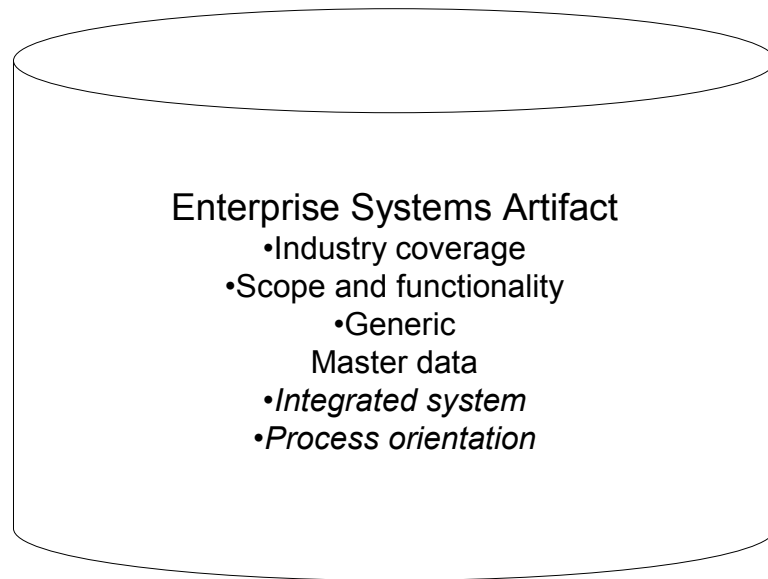 Enterprise Systems Artifact
•Industry coverage
•Scope and functionality
•Generic
Master data
•Integrated system
•Process orientation